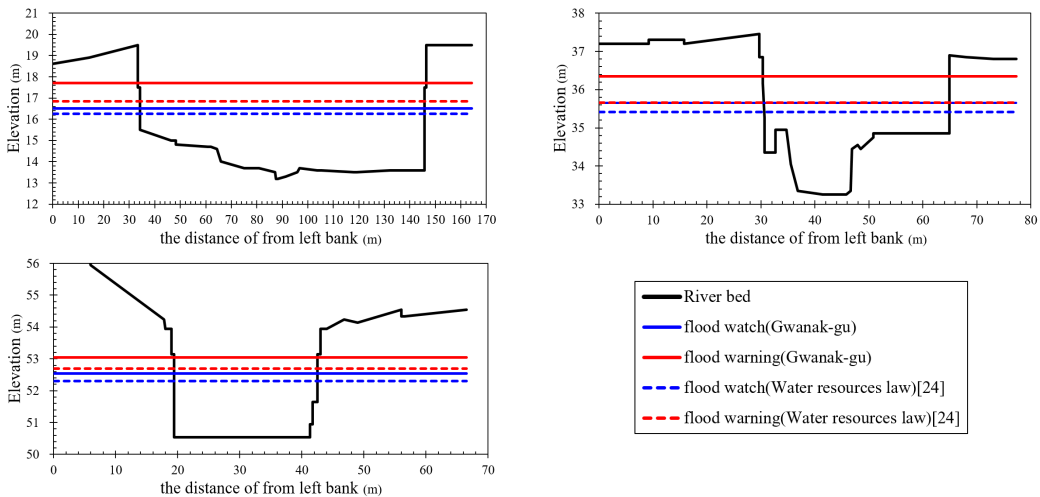 21
20
19
18
17
16
15
14
13
12
Elevation (m)
0 10 20 30 40 50 60 70 80 90 100 110 120 130 140 150 160 170
the distance of from left bank (m)
38
37
36
35
34
33
Elevation (m)
0 10 20 30 40 50 60 70 80
the distance of from left bank (m)
56
55
54
53
52
51
50
Elevation (m)
0 10 20 30 40 50 60 70
the distance of from left bank (m)
River bed
flood watch(Gwanak-gu)
flood warning(Gwanak-gu)
flood watch(Water resources law)[24]
flood warning(Water resources law)[24]